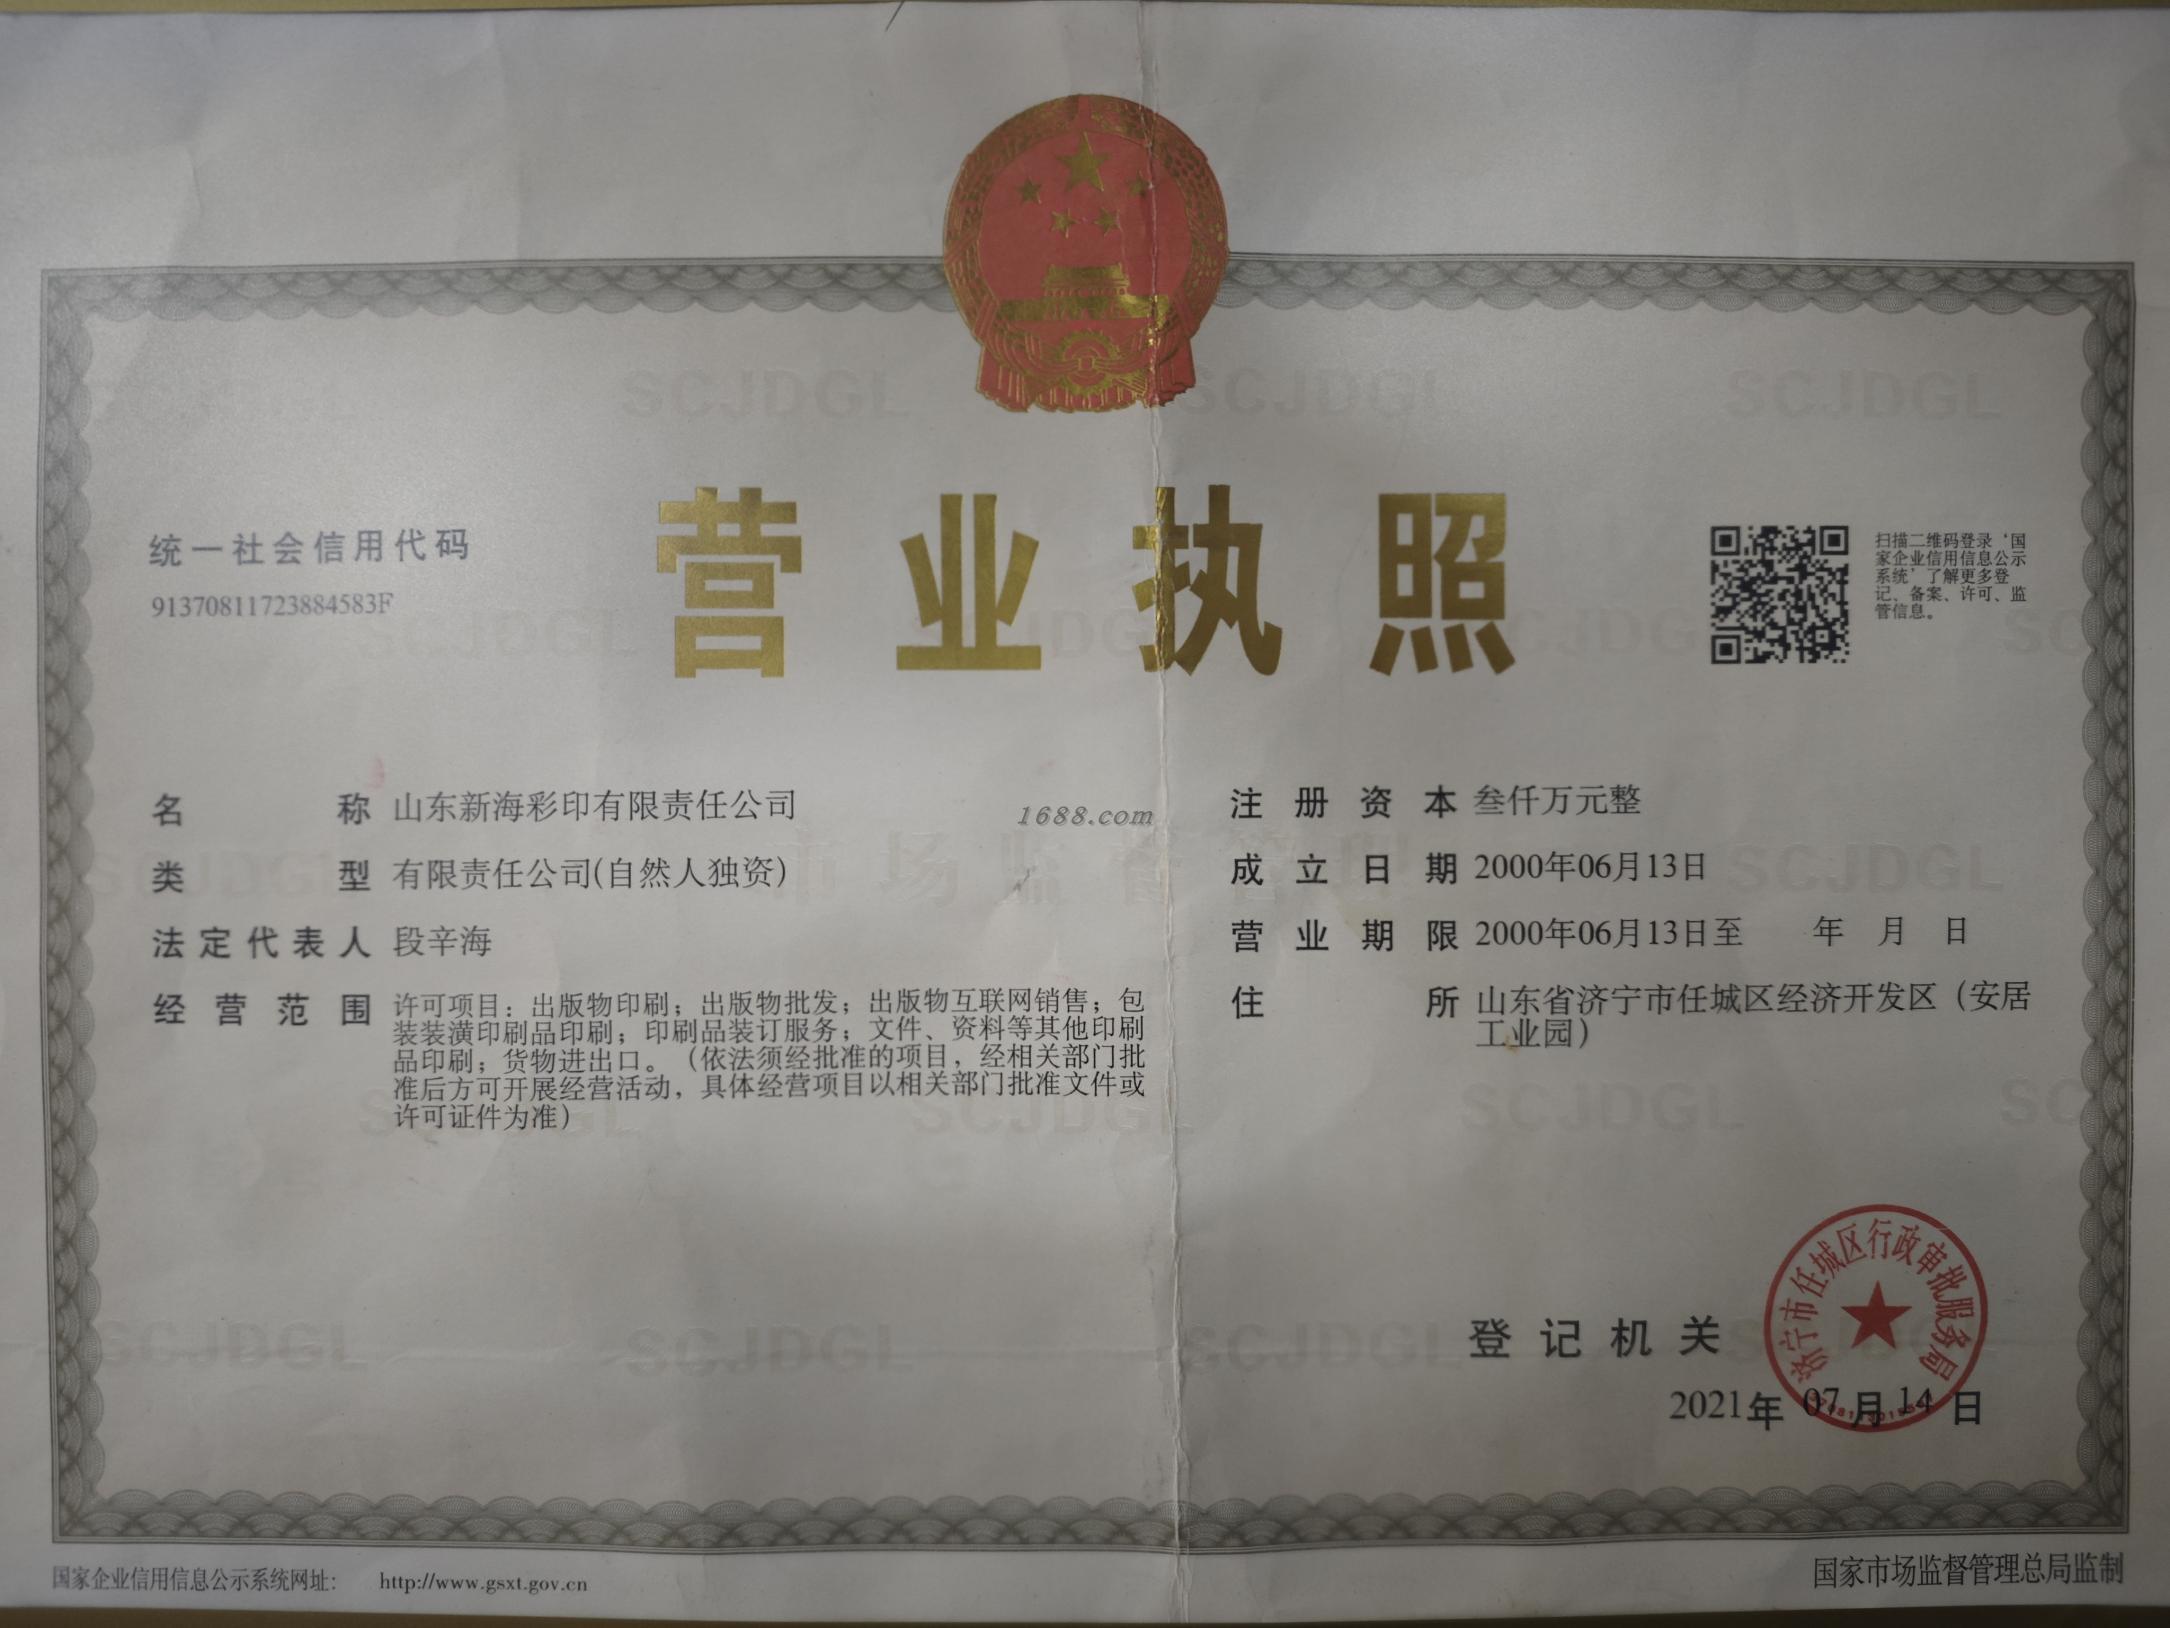 营业执照
统一社会信用代码
91370811723884583F
扫描二维码登录‘国
家企业信用信息公示
系统’了解更多登
记、备案、许可、监
管信息。
名称 山东新海彩印有限责任公司
类型 有限责任公司(自然人独资)
法定代表人 段辛海
经营范围 许可项目：出版物印刷；出版物批发；出版物互联网销售；包
装装潢印刷品印刷；印刷品装订服务；文件、资料等其他印刷
品印刷；货物进出口。（依法须经批准的项目，经相关部门批
准后方可开展经营活动，具体经营项目以相关部门批准文件或
许可证件为准）
1688.com
注册资本 叁仟万元整
成立日期 2000年06月13日
营业期限 2000年06月13日至 年 月 日
住所 山东省济宁市任城区经济开发区（安居
工业园）
市场监督管理
SCJDGL
登记机关
济宁市任城区行政审批服务局
2021年 07月14日
国家企业信用信息公示系统网址： http://www.gsxt.gov.cn
国家市场监督管理总局监制